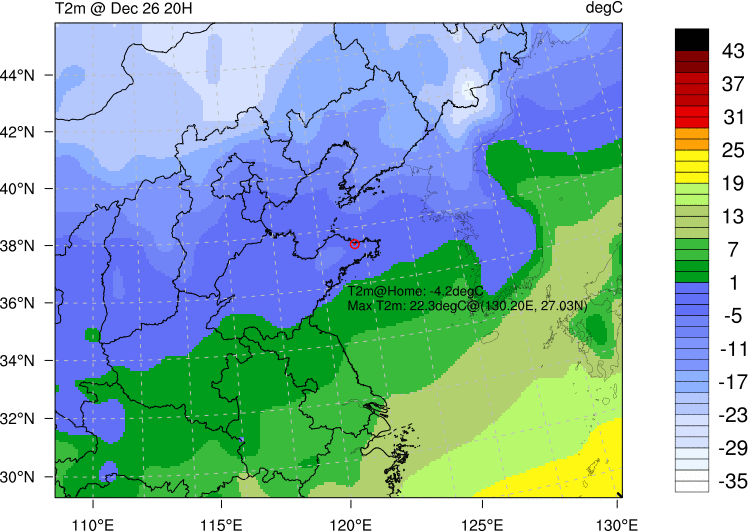 T2m @ Dec 26 20H
degC
44°N
42°N
40°N
38°N
36°N
34°N
32°N
30°N
110°E
115°E
120°E
125°E
130°E
T2m@Home: -4.2degC
Max T2m: 22.3degC@(130.20E, 27.03N)
43
37
31
25
19
13
7
1
-5
-11
-17
-23
-29
-35